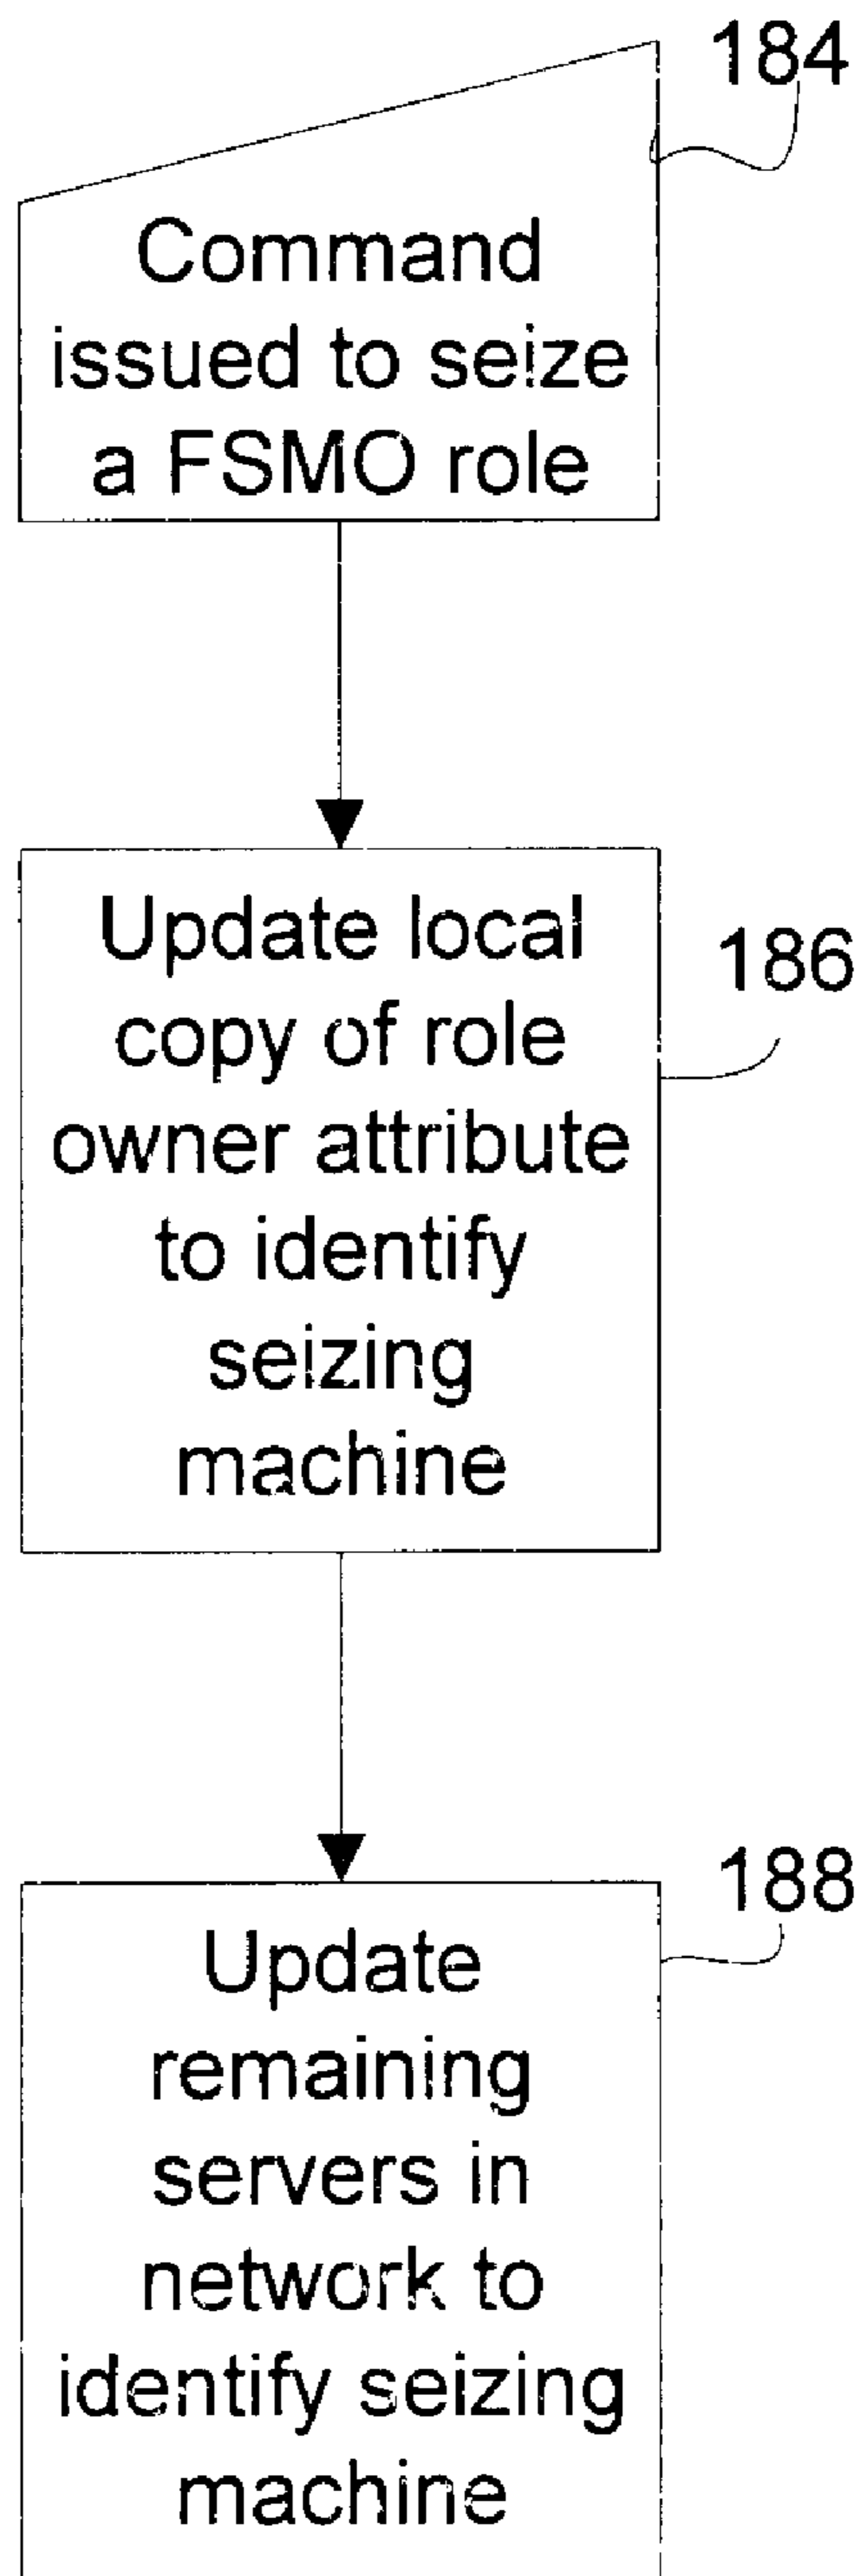 184
Command
issued to seize
a FSMO role
186
Update local
copy of role
owner attribute
to identify
seizing
machine
188
Update
remaining
servers in
network to
identify seizing
machine